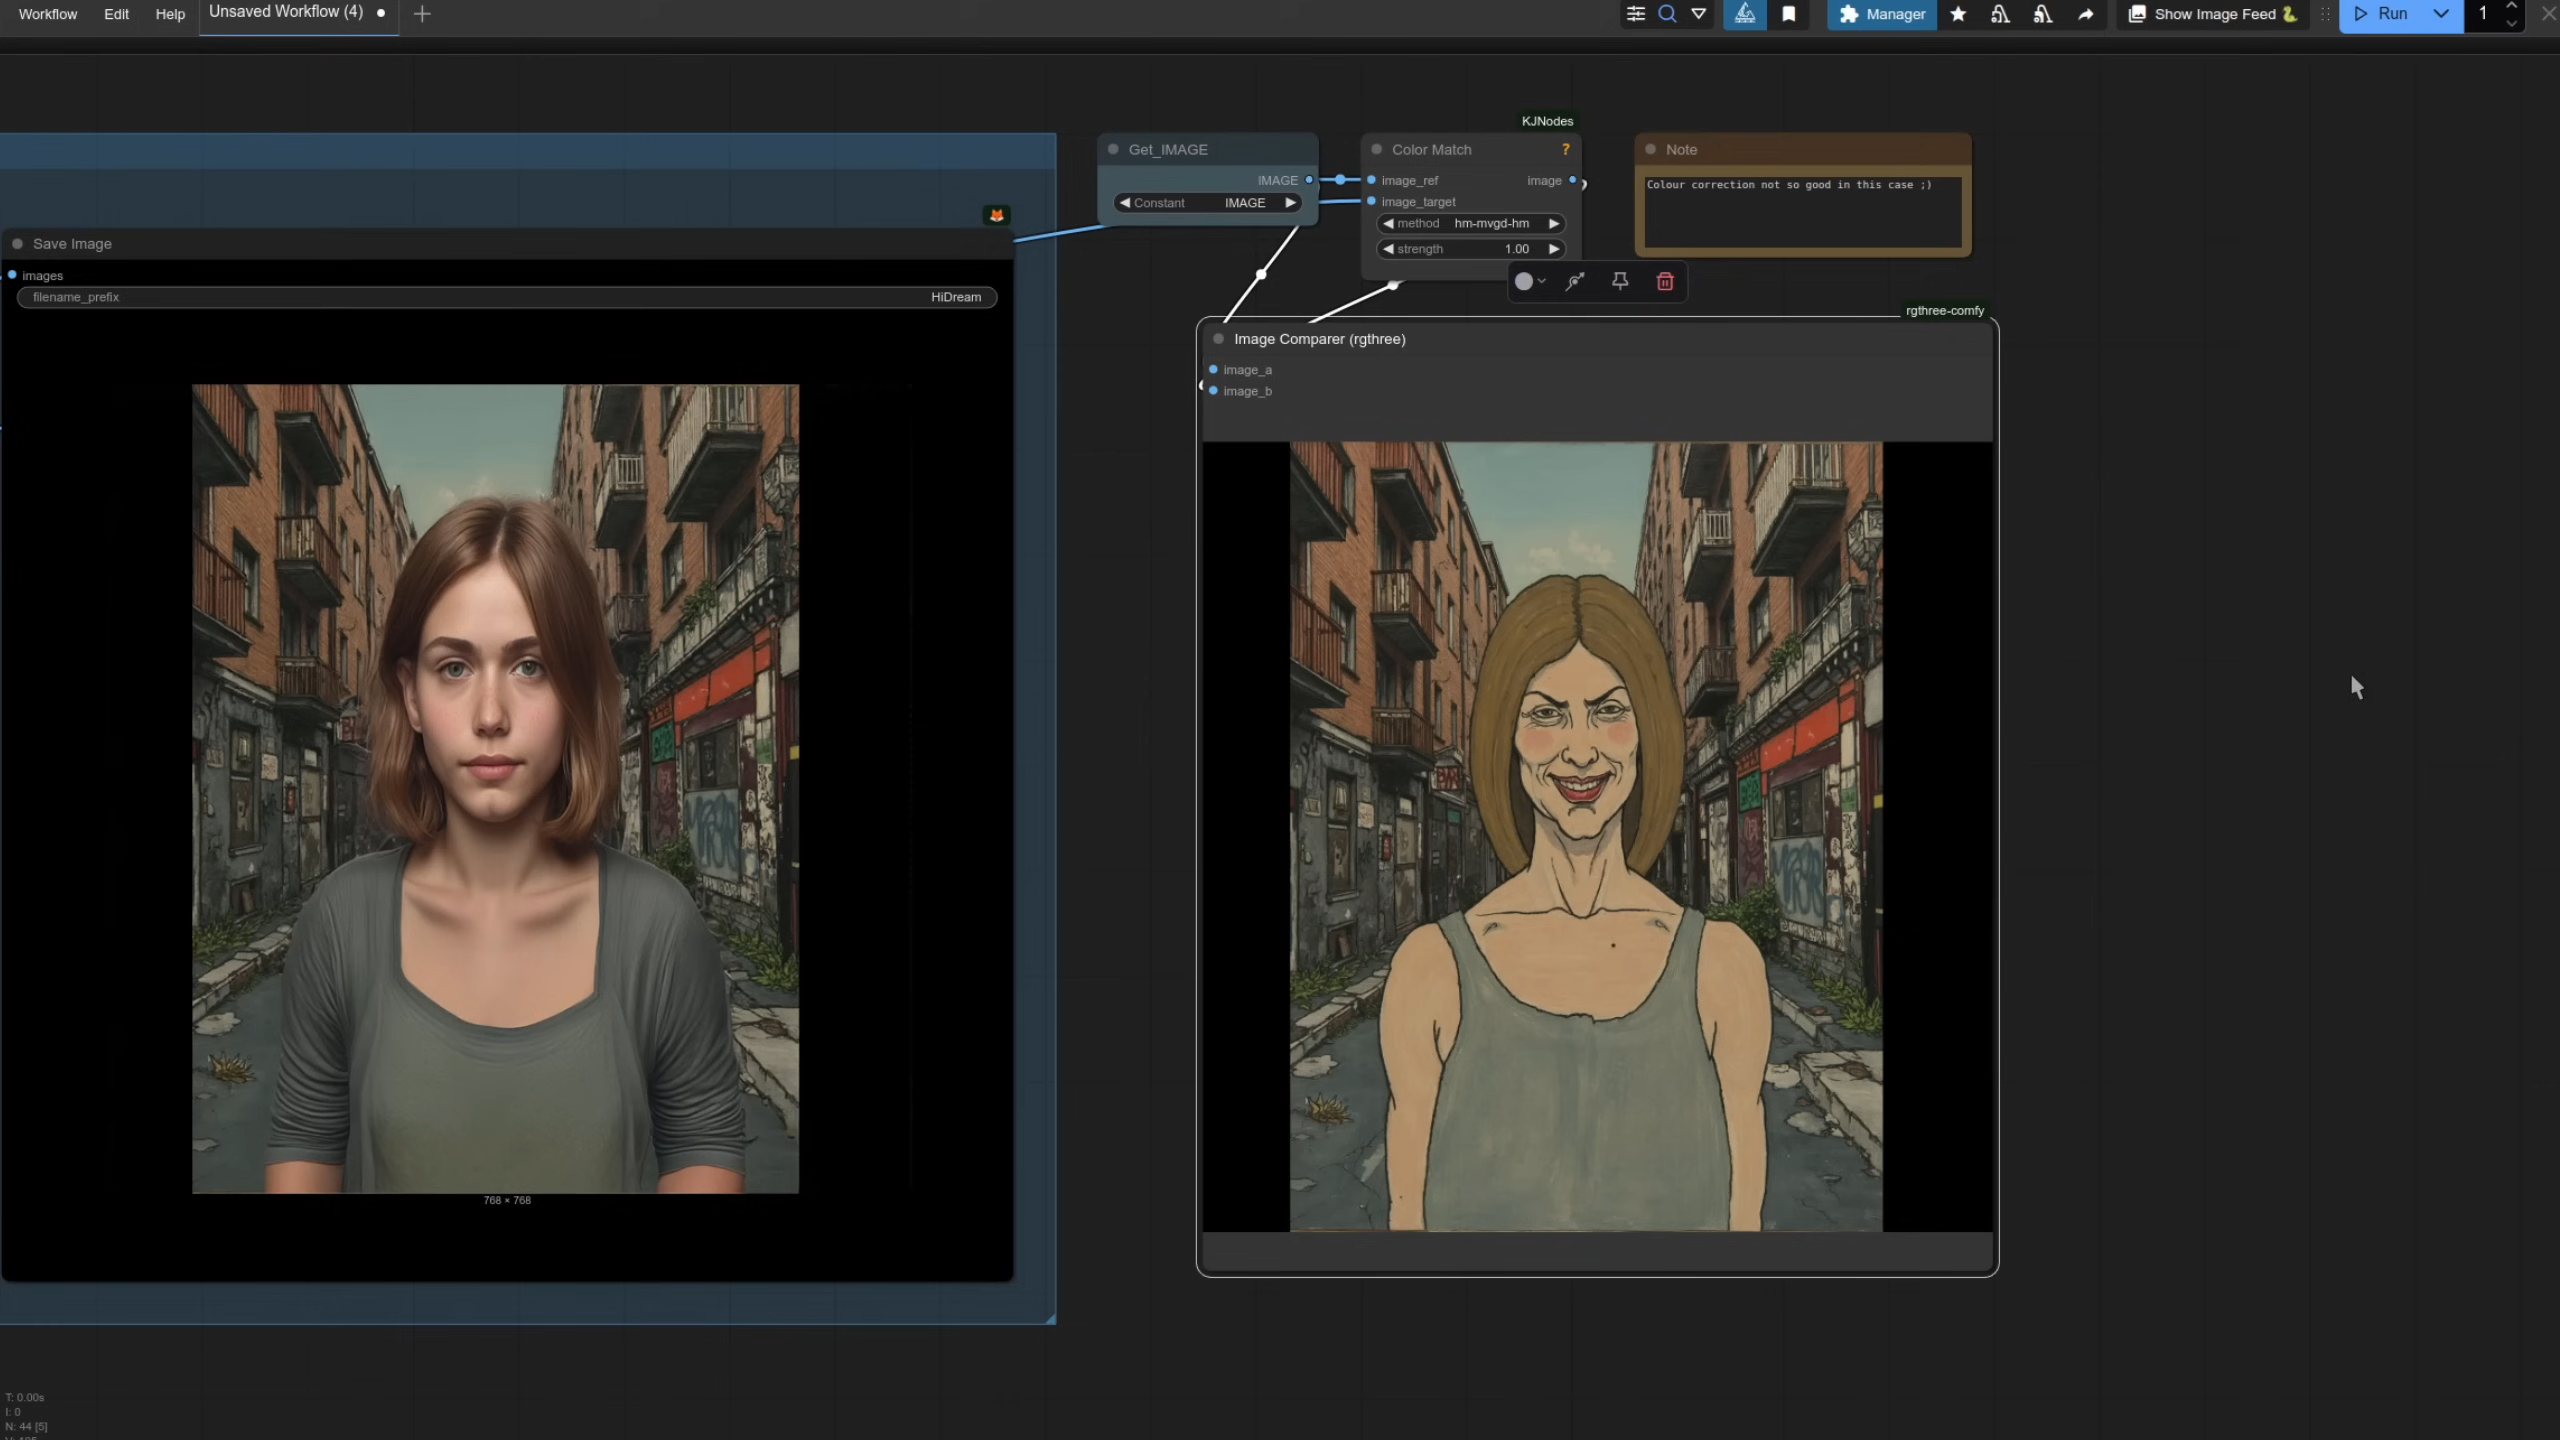 Workflow
Edit
Help
Unsaved Workflow (4)
Manager
Show Image Feed
Run
1
KJNodes
Get_IMAGE
IMAGE
Constant IMAGE
Color Match ?
image_ref image
image_target
method hm-mvgd-hm
strength 1.00
Note
Colour correction not so good in this case ;)
Save Image
images
filename_prefix HiDream
768 × 768
rgthree-comfy
Image Comparer (rgthree)
image_a
image_b
BAR
T: 0.00s
I: 0
N: 44 [5]